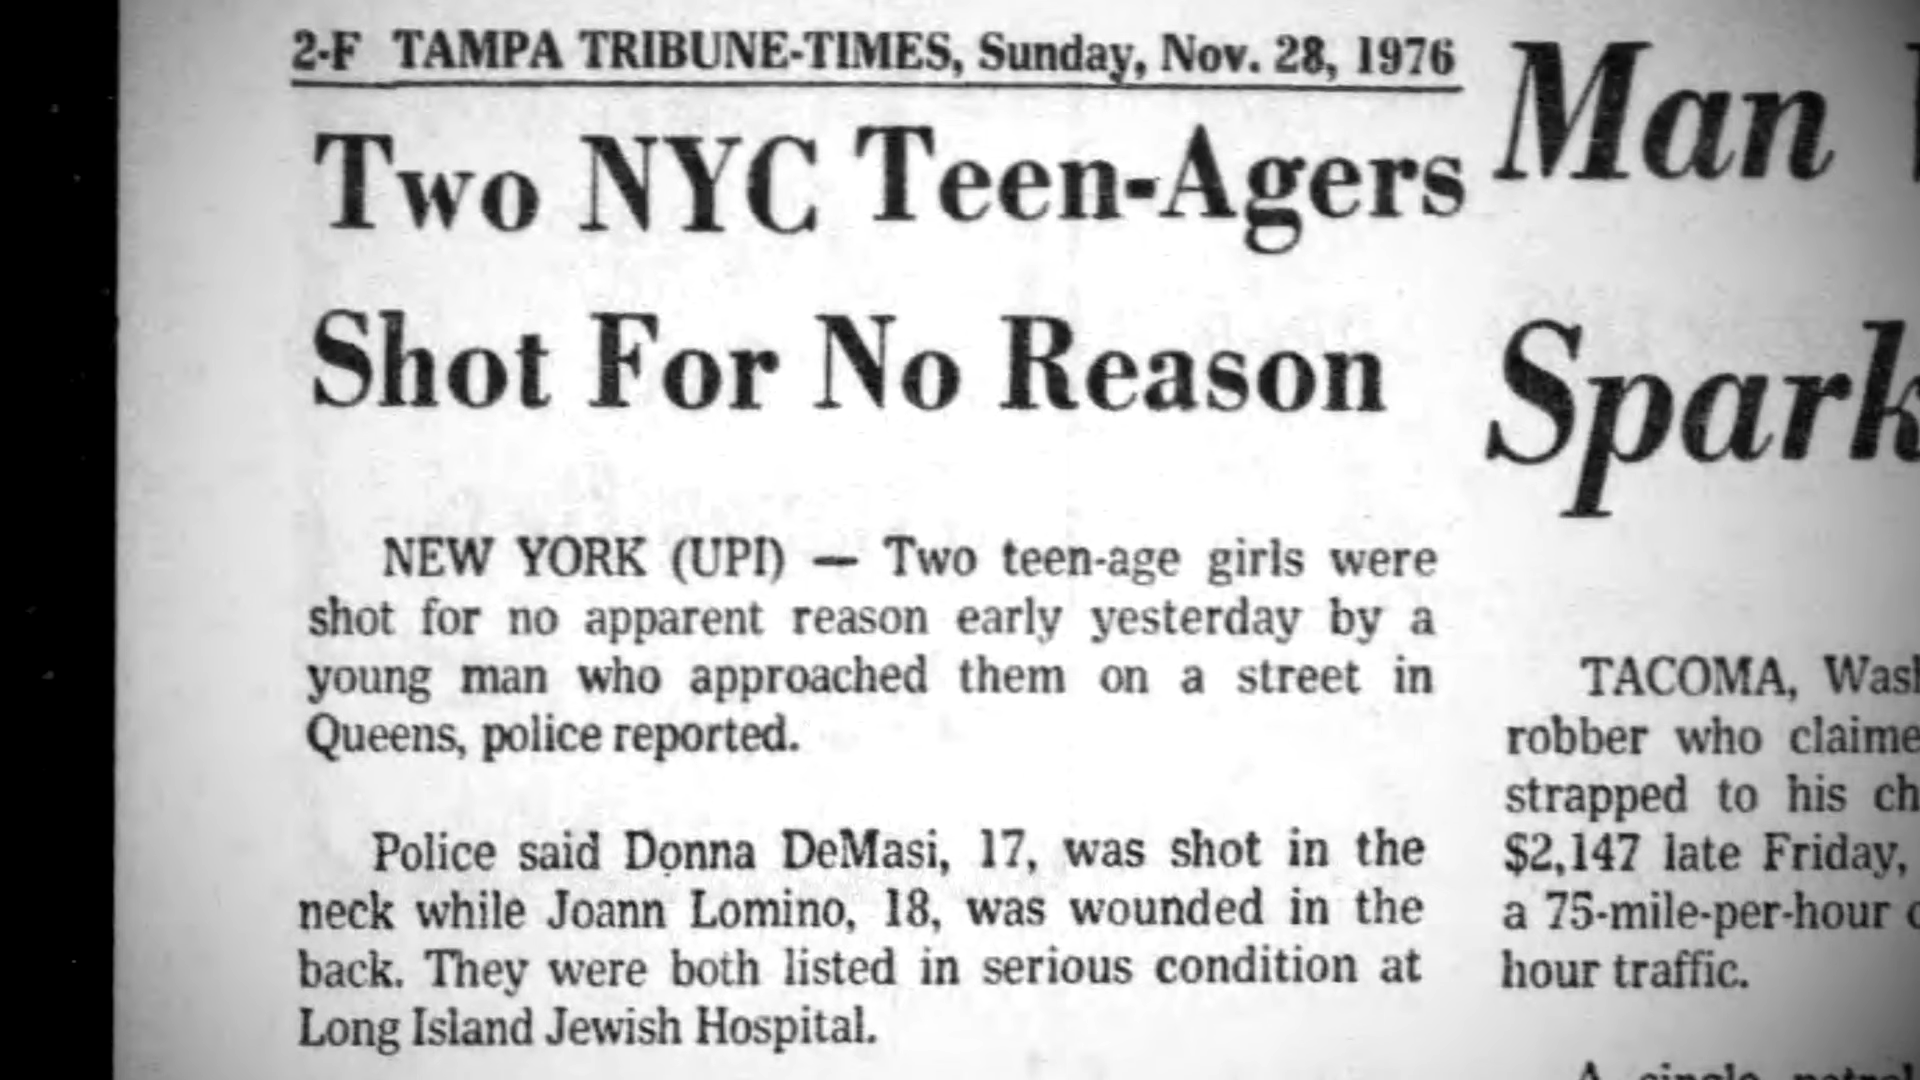 2-F TAMPA TRIBUNE-TIMES, Sunday, Nov. 28, 1976
Two NYC Teen-Agers
Shot For No Reason
NEW YORK (UPI) — Two teen-age girls were
shot for no apparent reason early yesterday by a
young man who approached them on a street in
Queens, police reported.
Police said Donna DeMasi, 17, was shot in the
neck while Joann Lomino, 18, was wounded in the
back. They were both listed in serious condition at
Long Island Jewish Hospital.
Man
Spark
TACOMA, Wash
robber who claime
strapped to his ch
$2,147 late Friday,
a 75-mile-per-hour
hour traffic.
A single patrol